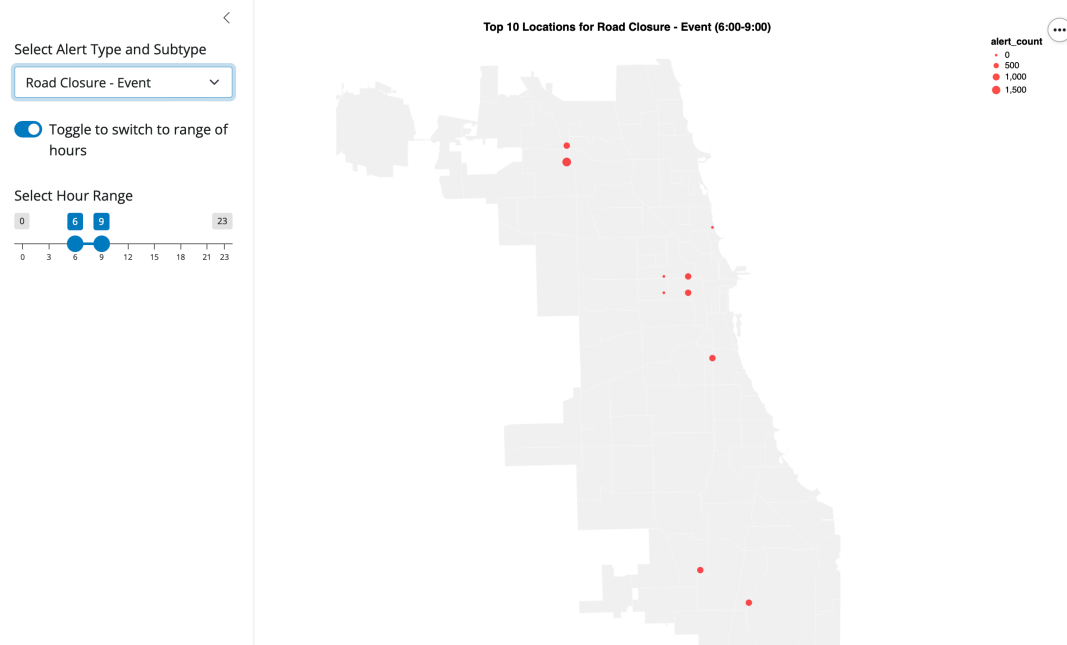 Select Alert Type and Subtype
Road Closure - Event
Toggle to switch to range of
hours
Select Hour Range
0 6 9 23
0 3 6 9 12 15 18 21 23
Top 10 Locations for Road Closure - Event (6:00-9:00)
alert_count
0
500
1,000
1,500